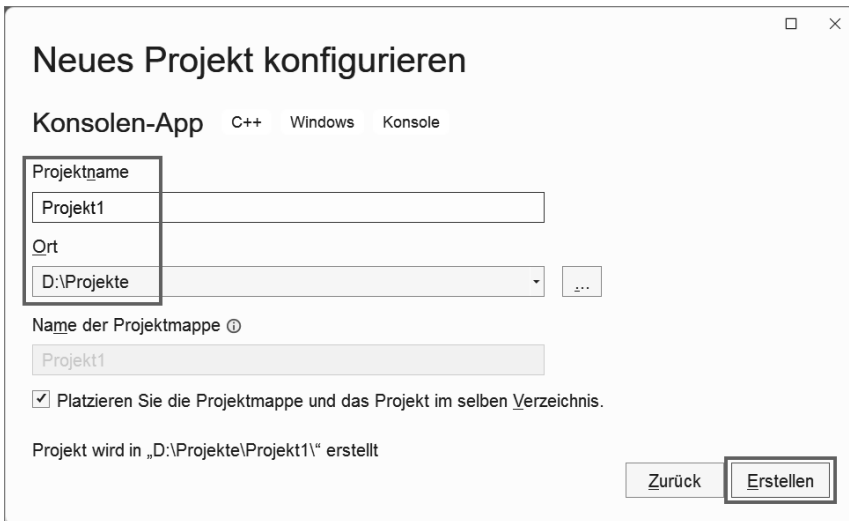 Neues Projekt konfigurieren
Konsolen-App C++ Windows Konsole
Projektname
Projekt1
Ort
D:\Projekte
...
Name der Projektmappe
Projekt1
Platzieren Sie die Projektmappe und das Projekt im selben Verzeichnis.
Projekt wird in „D:\Projekte\Projekt1\“ erstellt
Zurück Erstellen